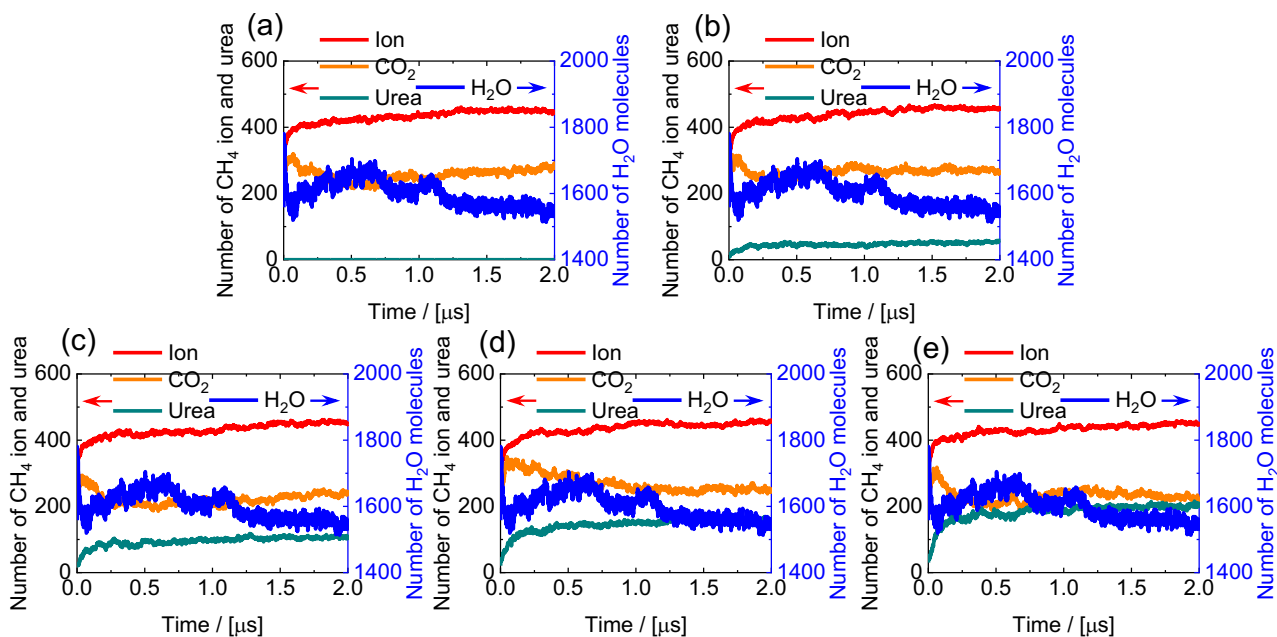 (a)
Ion
CO2
Urea
H2O
Number of CH4 ion and urea
600
400
200
0
2000
1800
1600
1400
Number of H2O molecules
0.0 0.5 1.0 1.5 2.0
Time / [μs]
(b)
Ion
CO2
Urea
H2O
Number of CH4 ion and urea
600
400
200
0
2000
1800
1600
1400
Number of H2O molecules
0.0 0.5 1.0 1.5 2.0
Time / [μs]
(c)
Ion
CO2
Urea
H2O
Number of CH4 ion and urea
600
400
200
0
2000
1800
1600
1400
Number of H2O molecules
0.0 0.5 1.0 1.5 2.0
Time / [μs]
(d)
Ion
CO2
Urea
H2O
Number of CH4 ion and urea
600
400
200
0
2000
1800
1600
1400
Number of H2O molecules
0.0 0.5 1.0 1.5 2.0
Time / [μs]
(e)
Ion
CO2
Urea
H2O
Number of CH4 ion and urea
600
400
200
0
2000
1800
1600
1400
Number of H2O molecules
0.0 0.5 1.0 1.5 2.0
Time / [μs]